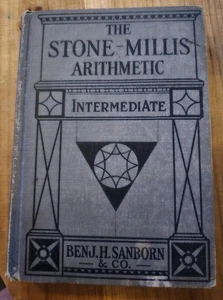 THE
STONE-MILLIS
ARITHMETIC
INTERMEDIATE
BENJ. H. SANBORN
& CO.